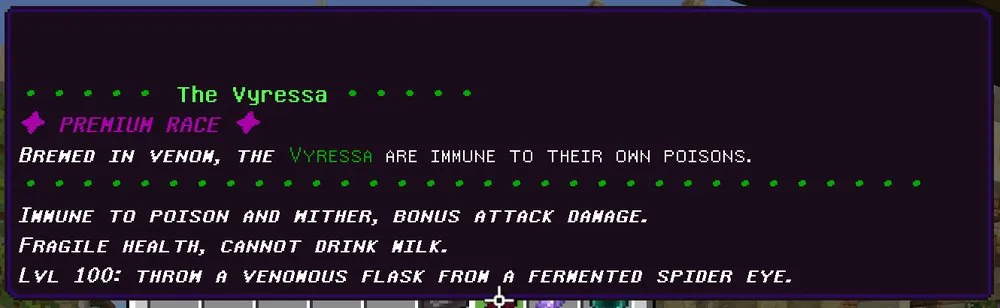 • • • • • The Vyressa • • • • •
✦ PREMIUM RACE ✦
BREWED IN VENOM, THE VYRESSA ARE IMMUNE TO THEIR OWN POISONS.
IMMUNE TO POISON AND WITHER, BONUS ATTACK DAMAGE.
FRAGILE HEALTH, CANNOT DRINK MILK.
LVL 100: THROW A VENOMOUS FLASK FROM A FERMENTED SPIDER EYE.